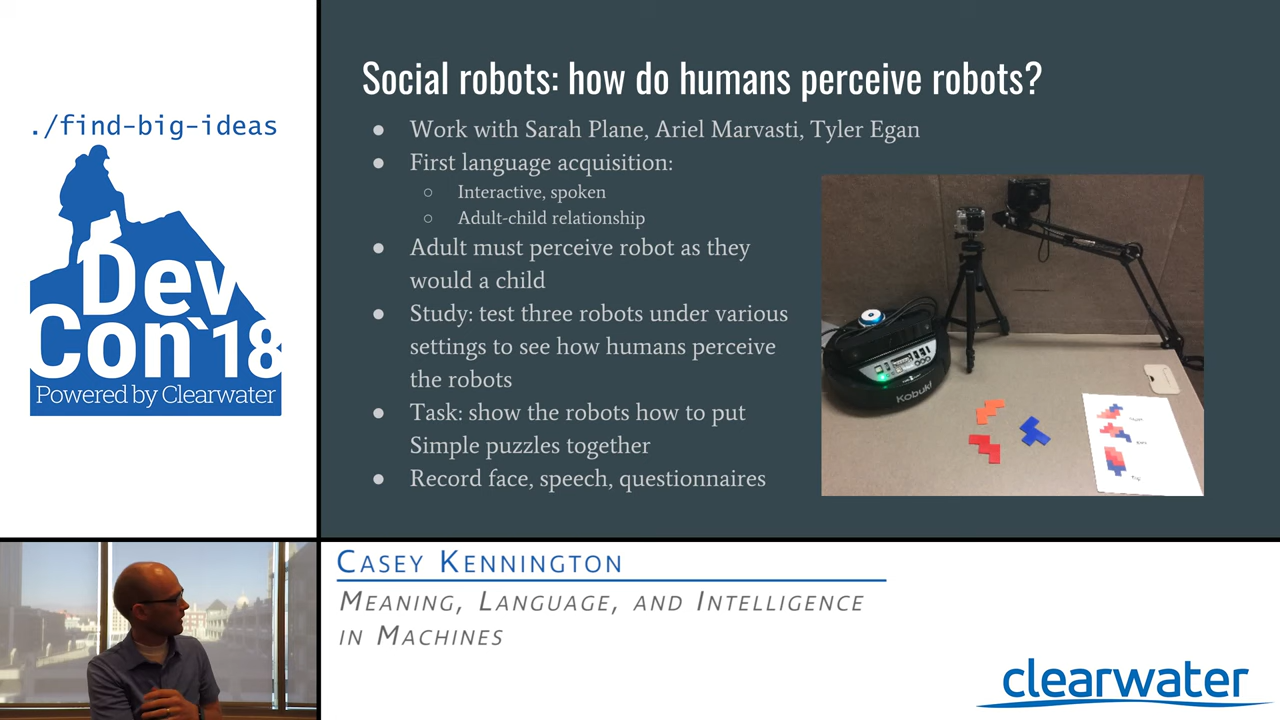 ./find-big-ideas
Dev
Con`18
Powered by Clearwater
Social robots: how do humans perceive robots?
● Work with Sarah Plane, Ariel Marvasti, Tyler Egan
● First language acquisition:
○ Interactive, spoken
○ Adult-child relationship
● Adult must perceive robot as they
would a child
● Study: test three robots under various
settings to see how humans perceive
the robots
● Task: show the robots how to put
Simple puzzles together
● Record face, speech, questionnaires
Kobuki
Casey Kennington
Meaning, Language, and Intelligence
in Machines
clearwater